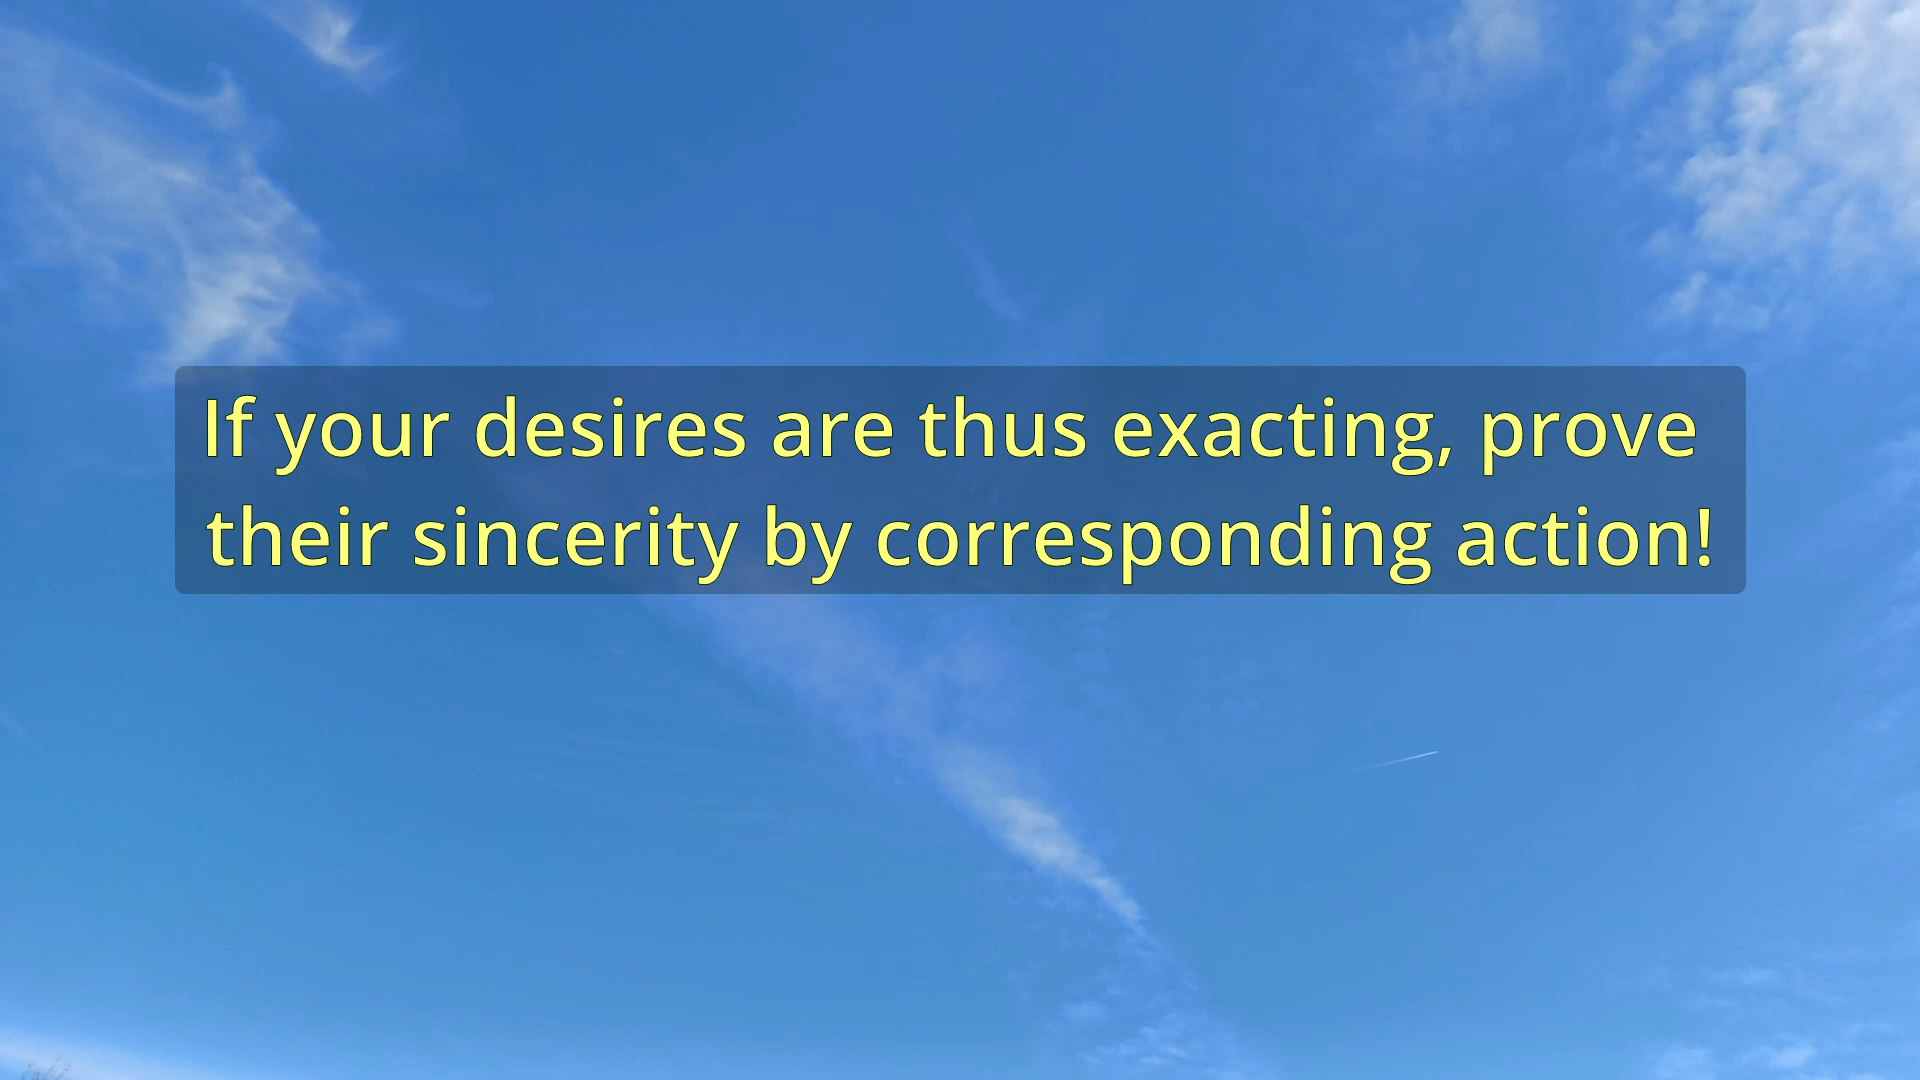 If your desires are thus exacting, prove
their sincerity by corresponding action!